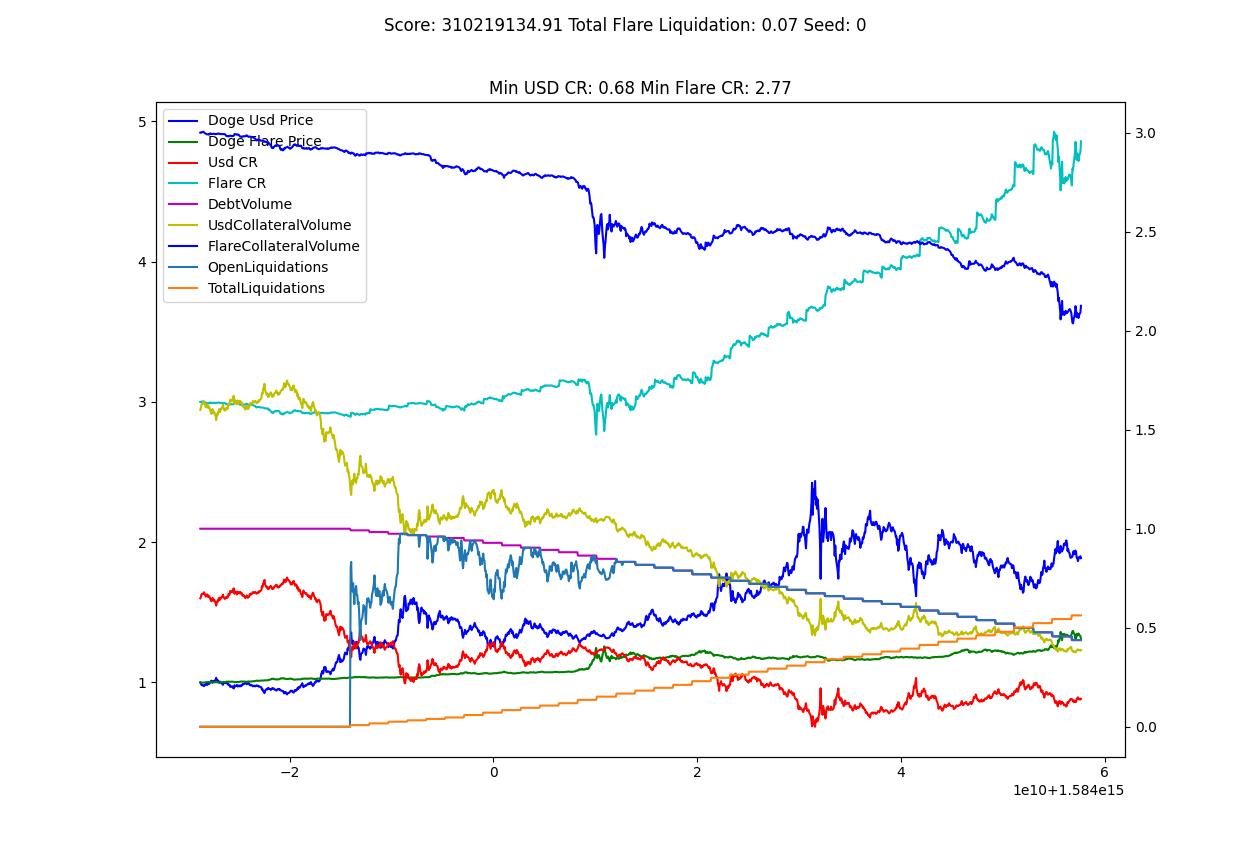 Score: 310219134.91 Total Flare Liquidation: 0.07 Seed: 0
Min USD CR: 0.68 Min Flare CR: 2.77
Doge Usd Price
Doge Flare Price
Usd CR
Flare CR
DebtVolume
UsdCollateralVolume
FlareCollateralVolume
OpenLiquidations
TotalLiquidations
5
4
3
2
1
3.0
2.5
2.0
1.5
1.0
0.5
0.0
−2
0
2
4
6
1e10+1.584e15